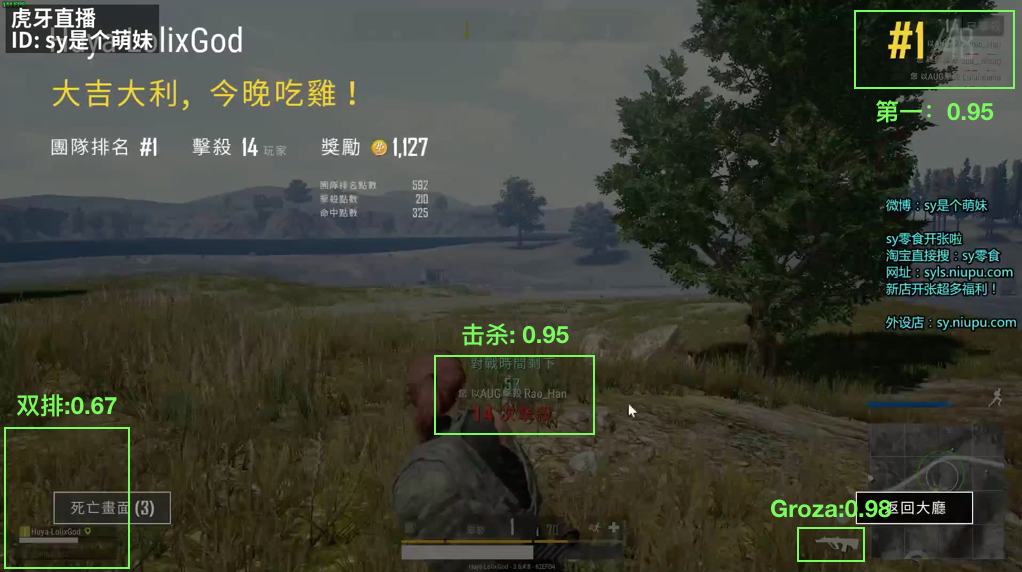 虎牙直播
ID: sy是个萌妹
Huya-LolixGod
大吉大利, 今晚吃雞！
團隊排名 #1 擊殺 14 玩家 獎勵 1,127
團隊排名點數 592
擊殺點數 210
命中點數 325
#1
第一: 0.95
微博：sy是个萌妹
sy零食开张啦
淘宝直接搜：sy零食
网址：syls.niupu.com
新店开张超多福利！
外设店：sy.niupu.com
击杀: 0.95
對戰時間剩下
57
您 以AUG擊殺 Rao_Han
14 次擊殺
双排:0.67
死亡畫面 (3)
Huya-LolixGod
Groza:0.98
返回大廳
1 70